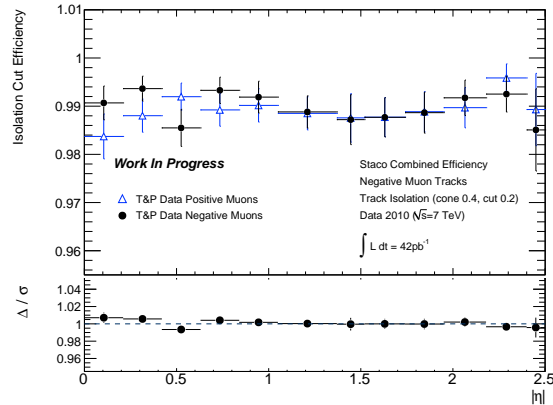 Isolation Cut Efficiency
1.01
1
0.99
0.98
0.97
0.96
Work In Progress
T&P Data Positive Muons
T&P Data Negative Muons
Staco Combined Efficiency
Negative Muon Tracks
Track Isolation (cone 0.4, cut 0.2)
Data 2010 (√s=7 TeV)
∫ L dt = 42pb⁻¹
Δ / σ
1.04
1.02
1
0.98
0.96
0 0.5 1 1.5 2 2.5
|η|